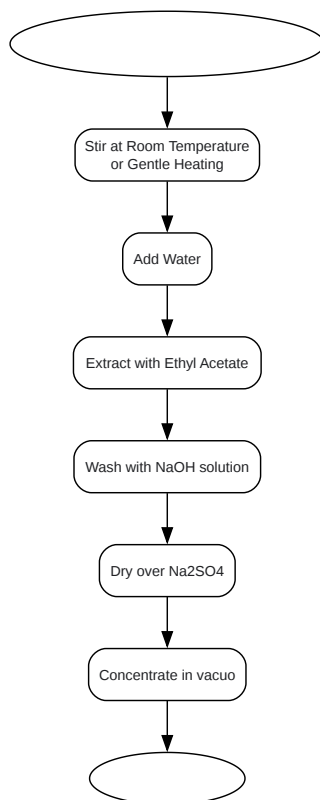 Stir at Room Temperature
or Gentle Heating
Add Water
Extract with Ethyl Acetate
Wash with NaOH solution
Dry over Na2SO4
Concentrate in vacuo